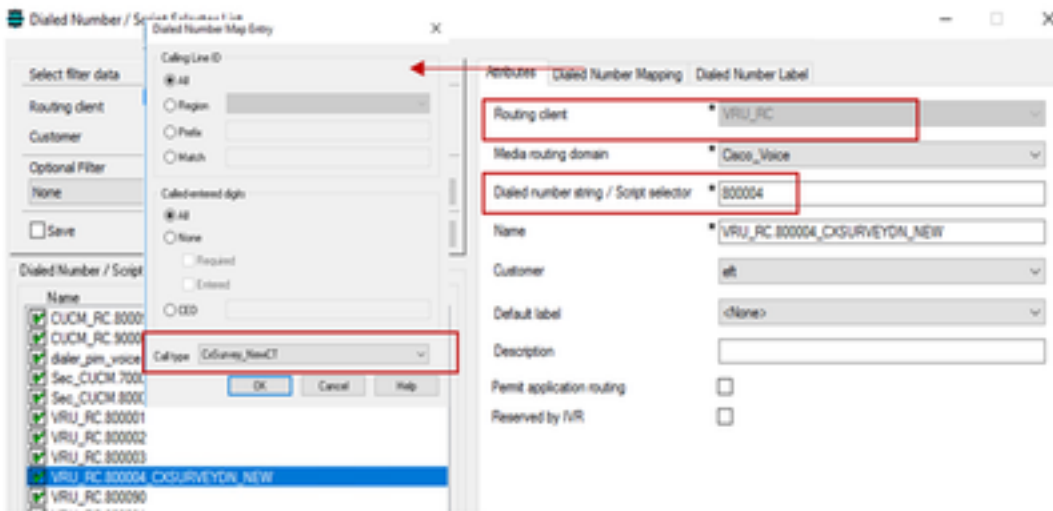 Dialed Number / Script Selector List
Select filter data
Routing client
Customer
Optional Filter
None
Save
Dialed Number / Script
Name
CUCM_RC.8000
CUCM_RC.9000
dialer_pim_voice
Sec_CUCM.7000
Sec_CUCM.8000
VRU_RC.800001
VRU_RC.800002
VRU_RC.800003
VRU_RC.800004_CXSURVEYDN_NEW
VRU_RC.800090
Dialed Number Map Entry
Calling Line ID
All
Region
Prefix
Match
Called-entered digits
All
None
Required
Entered
CED
Call type CxSurvey_NewCT
OK Cancel Help
Attributes Dialed Number Mapping Dialed Number Label
Routing client * VRU_RC
Media routing domain * Cisco_Voice
Dialed number string / Script selector * 800004
Name * VRU_RC.800004_CXSURVEYDN_NEW
Customer eft
Default label <None>
Description
Permit application routing
Reserved by IVR